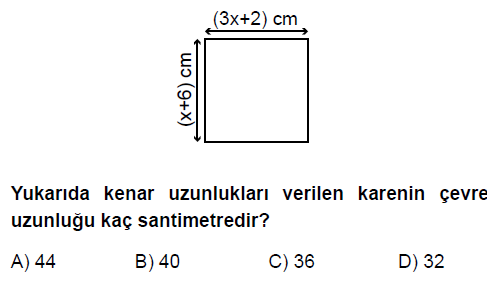 (3x+2) cm
(x+6) cm
Yukarıda kenar uzunlukları verilen karenin çevre
uzunluğu kaç santimetredir?
A) 44 B) 40 C) 36 D) 32